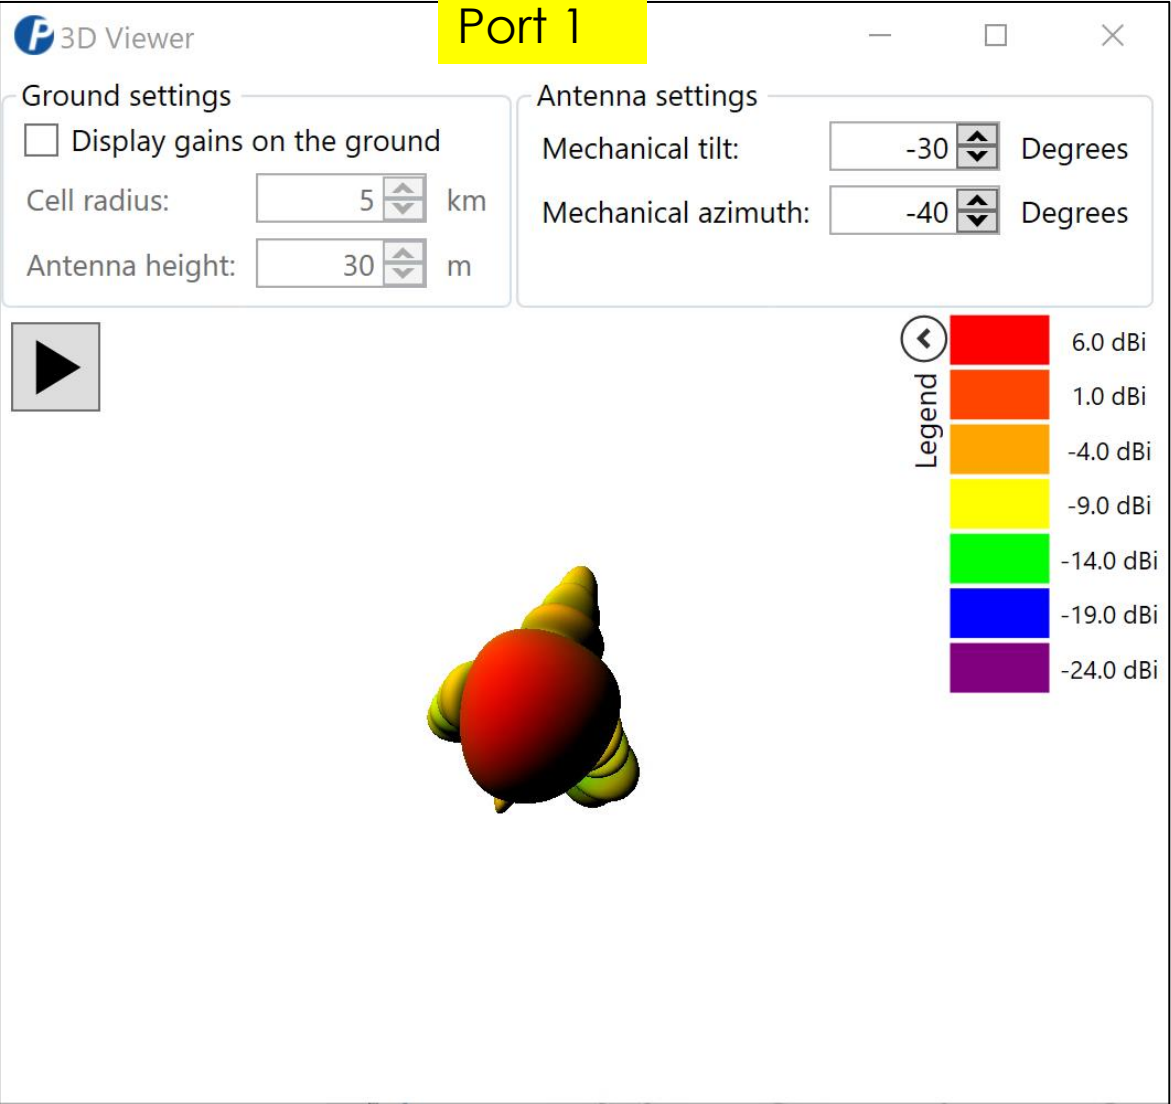 Port 1
3D Viewer
Ground settings
Display gains on the ground
Cell radius: 5 km
Antenna height: 30 m
Antenna settings
Mechanical tilt: -30 Degrees
Mechanical azimuth: -40 Degrees
Legend
6.0 dBi
1.0 dBi
-4.0 dBi
-9.0 dBi
-14.0 dBi
-19.0 dBi
-24.0 dBi